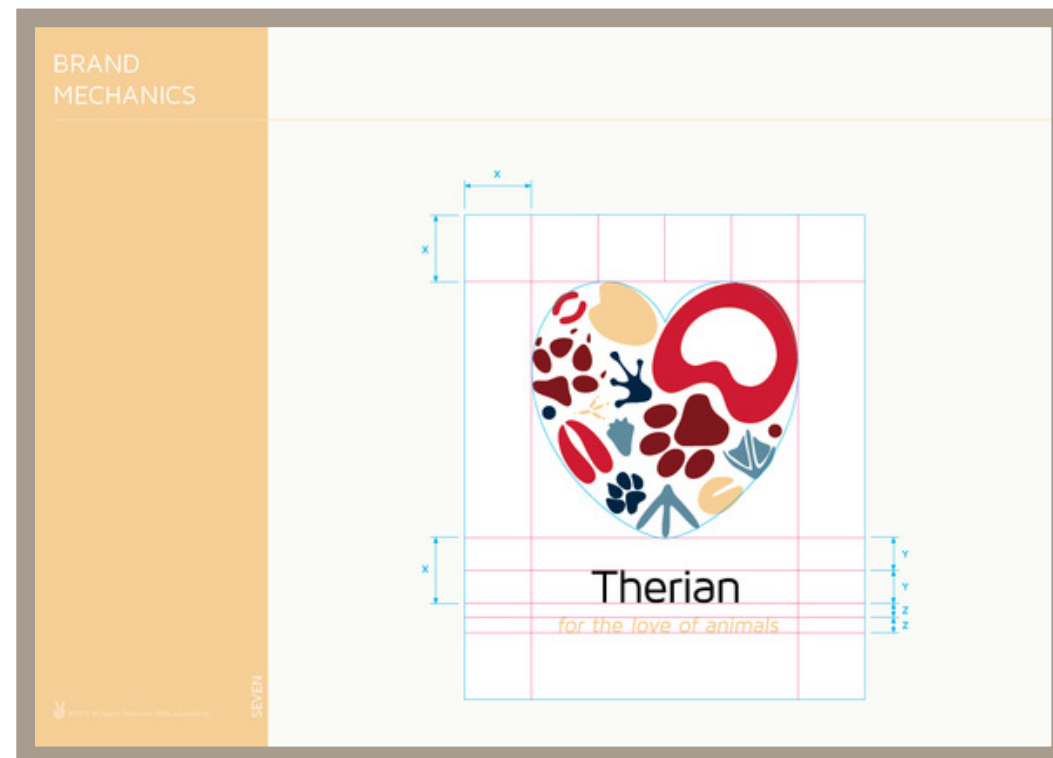 BRAND
MECHANICS
X
X
X
Y
Y
Z
Z
Therian
for the love of animals
SEVEN